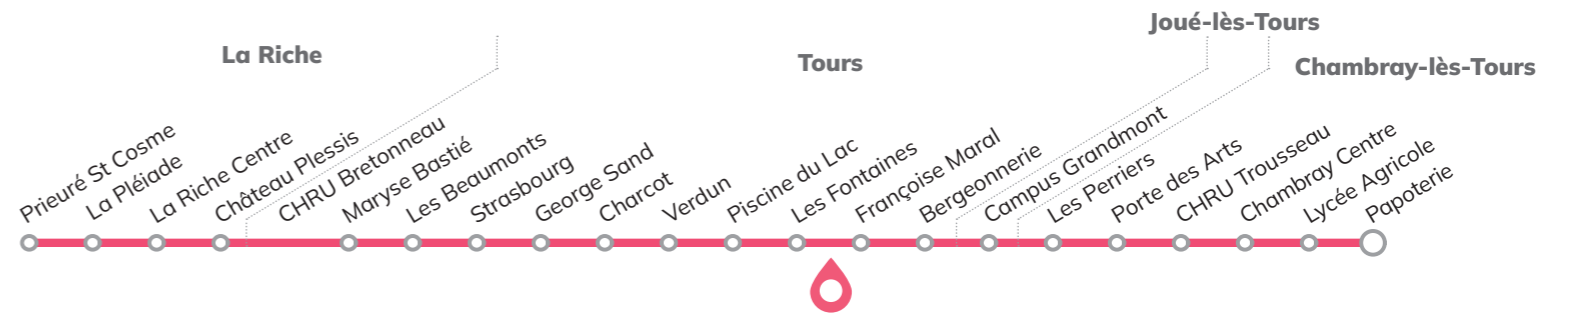 La Riche
Tours
Joué-lès-Tours
Chambray-lès-Tours
Prieuré St Cosme
La Pléiade
La Riche Centre
Château Plessis
CHRU Bretonneau
Maryse Bastié
Les Beaumonts
Strasbourg
George Sand
Charcot
Verdun
Piscine du Lac
Les Fontaines
Françoise Maral
Bergeonnerie
Campus Grandmont
Les Perriers
Porte des Arts
CHRU Trousseau
Chambray Centre
Lycée Agricole
Papoterie